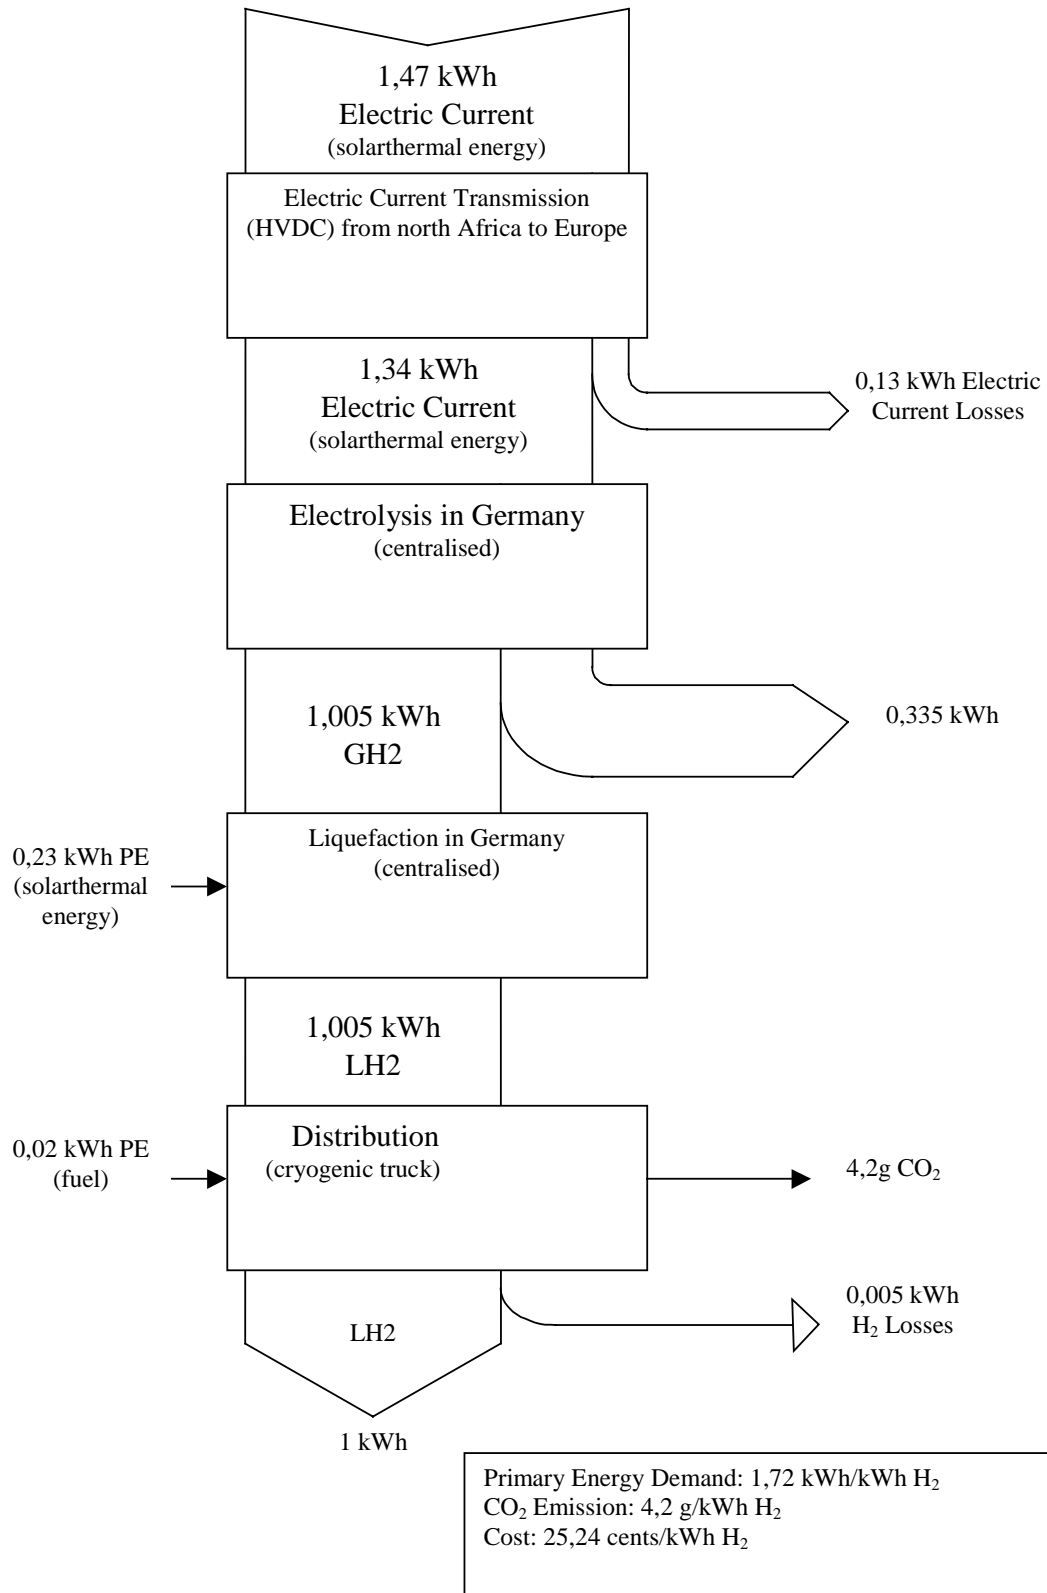 1,47 kWh
Electric Current
(solarthermal energy)
Electric Current Transmission
(HVDC) from north Africa to Europe
1,34 kWh
Electric Current
(solarthermal energy)
0,13 kWh Electric
Current Losses
Electrolysis in Germany
(centralised)
1,005 kWh
GH2
0,335 kWh
Liquefaction in Germany
(centralised)
0,23 kWh PE
(solarthermal
energy)
1,005 kWh
LH2
Distribution
(cryogenic truck)
0,02 kWh PE
(fuel)
4,2g CO₂
0,005 kWh
H₂ Losses
LH2
1 kWh
Primary Energy Demand: 1,72 kWh/kWh H₂
CO₂ Emission: 4,2 g/kWh H₂
Cost: 25,24 cents/kWh H₂